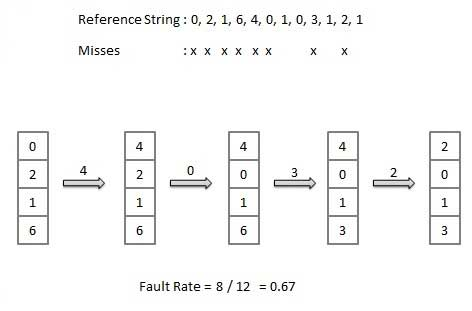 Reference String : 0, 2, 1, 6, 4, 0, 1, 0, 3, 1, 2, 1
Misses : x x x x x x x x
0 4 4 4 2
4 0 3 2
2 2 0 0 0
1 1 1 1 1
6 6 6 3 3
Fault Rate = 8 / 12 = 0.67